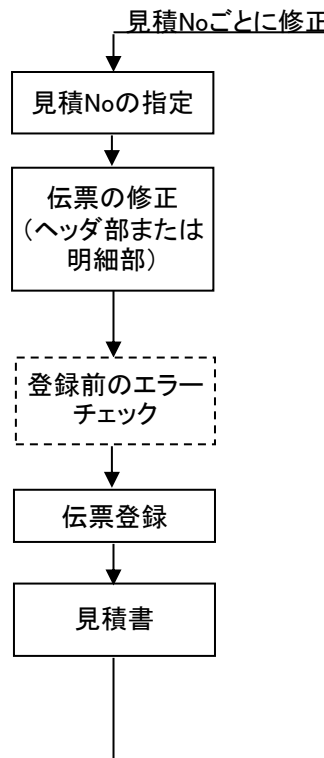 見積Noごとに修正
見積Noの指定
伝票の修正
（ヘッダ部または
明細部）
登録前のエラー
チェック
伝票登録
見積書